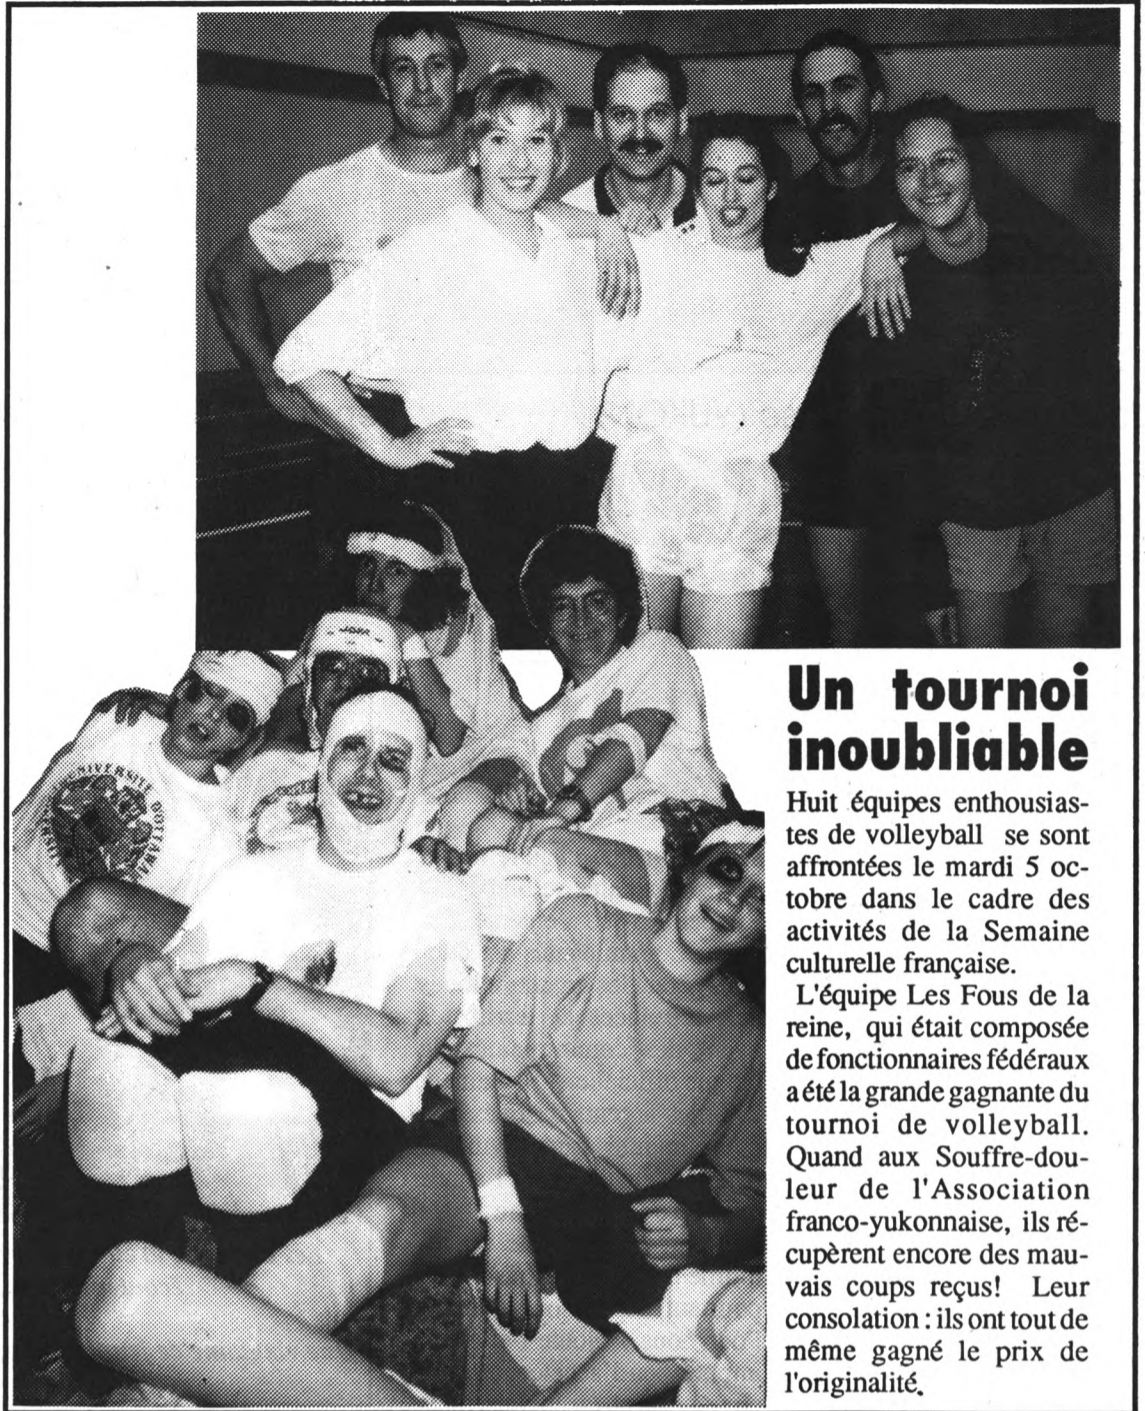 Un tournoi
inoubliable
Huit équipes enthousias-
tes de volleyball se sont
affrontées le mardi 5 oc-
tobre dans le cadre des
activités de la Semaine
culturelle française.
L'équipe Les Fous de la
reine, qui était composée
de fonctionnaires fédéraux
a été la grande gagnante du
tournoi de volleyball.
Quand aux Souffre-dou-
leur de l'Association
franco-yukonnaise, ils ré-
cupèrent encore des mau-
vais coups reçus! Leur
consolation : ils ont tout de
même gagné le prix de
l'originalité.
UNIVERSITÉ D'OTTAWA